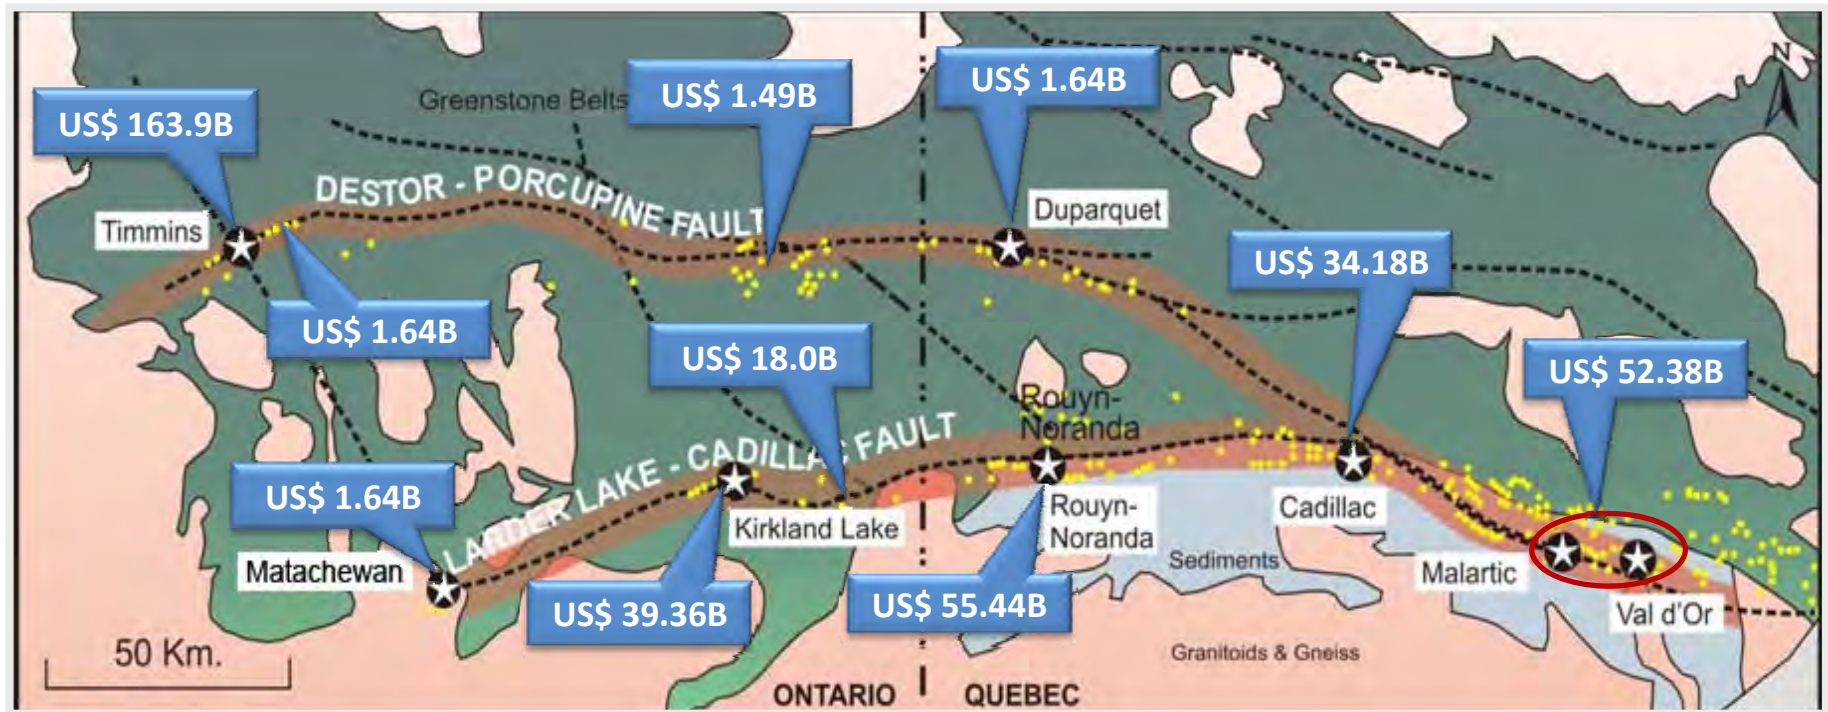 N
US$ 163.9B
Greenstone Belts
US$ 1.49B
US$ 1.64B
DESTOR - PORCUPINE FAULT
Timmins
Duparquet
US$ 34.18B
US$ 1.64B
US$ 18.0B
US$ 52.38B
Rouyn-
Noranda
LARDER LAKE - CADILLAC FAULT
US$ 1.64B
Kirkland Lake
Rouyn-
Noranda
Cadillac
Matachewan
Sediments
Malartic
US$ 39.36B
US$ 55.44B
Val d'Or
50 Km.
Granitoids & Gneiss
ONTARIO
QUEBEC